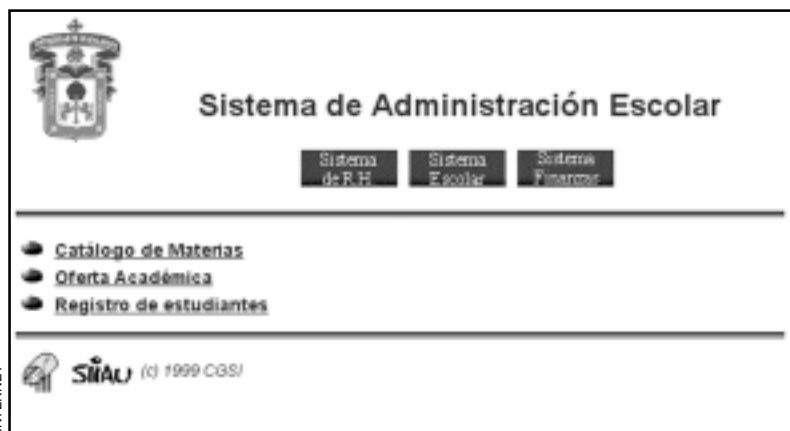 Sistema de Administración Escolar
Sistema de R.H.
Sistema Escolar
Sistema Finanzas
Catálogo de Materias
Oferta Académica
Registro de estudiantes
SIIAU (c) 1999 CGSI